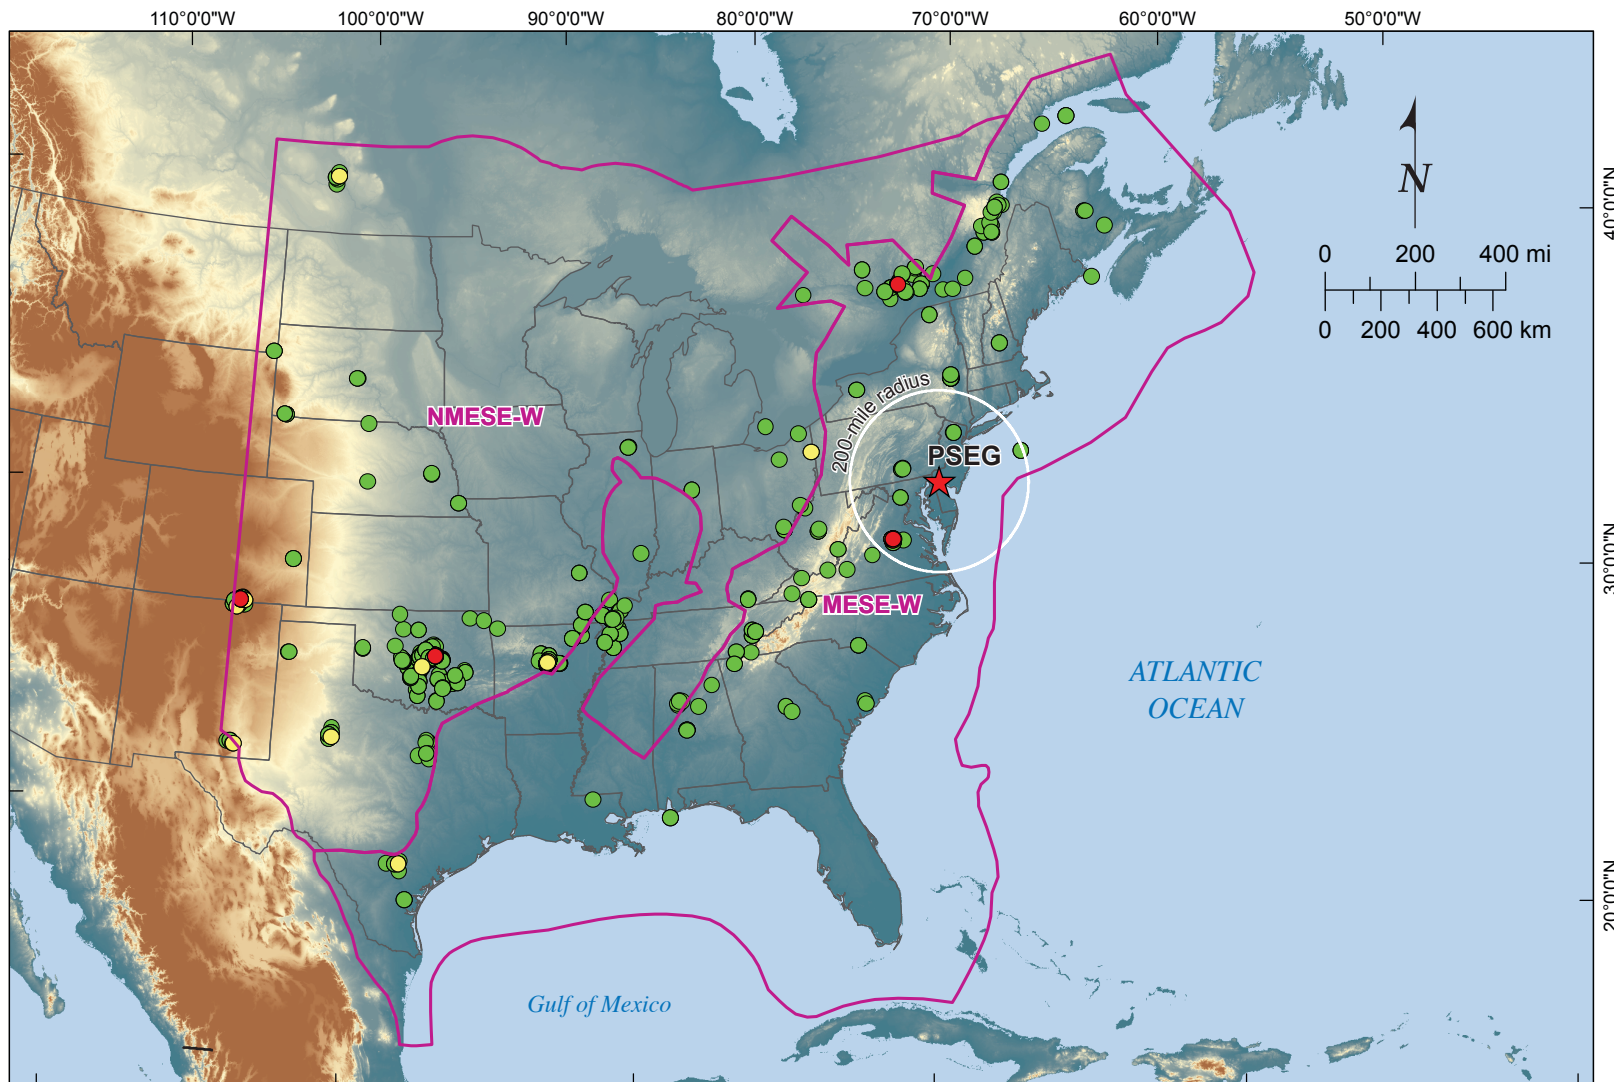 110°0'0"W 100°0'0"W 90°0'0"W 80°0'0"W 70°0'0"W 60°0'0"W 50°0'0"W
N
40°0'0"N
0 200 400 mi
0 200 400 600 km
200-mile radius
NMESE-W
PSEG
30°0'0"N
MESE-W
ATLANTIC
OCEAN
20°0'0"N
Gulf of Mexico